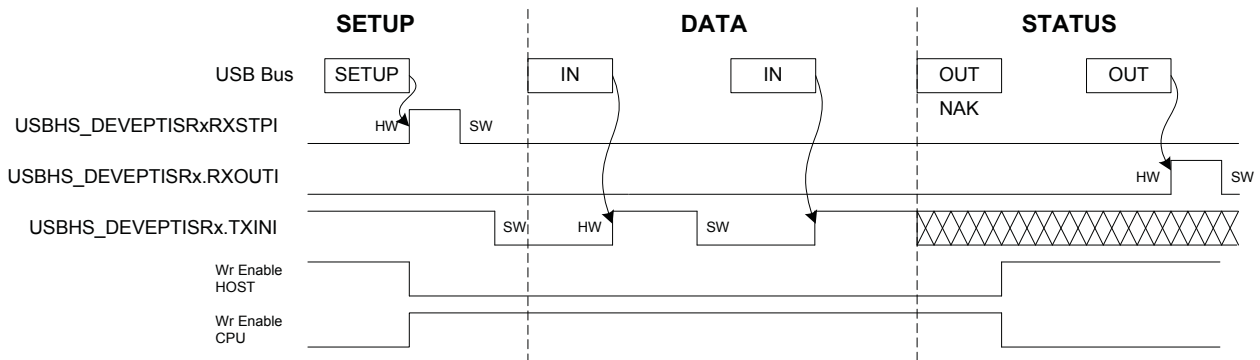 SETUP DATA STATUS
USB Bus SETUP IN IN OUT OUT
NAK
USBHS_DEVEPTISRxRXSTPI HW SW
USBHS_DEVEPTISRx.RXOUTI HW SW
USBHS_DEVEPTISRx.TXINI SW HW SW
Wr Enable
HOST
Wr Enable
CPU